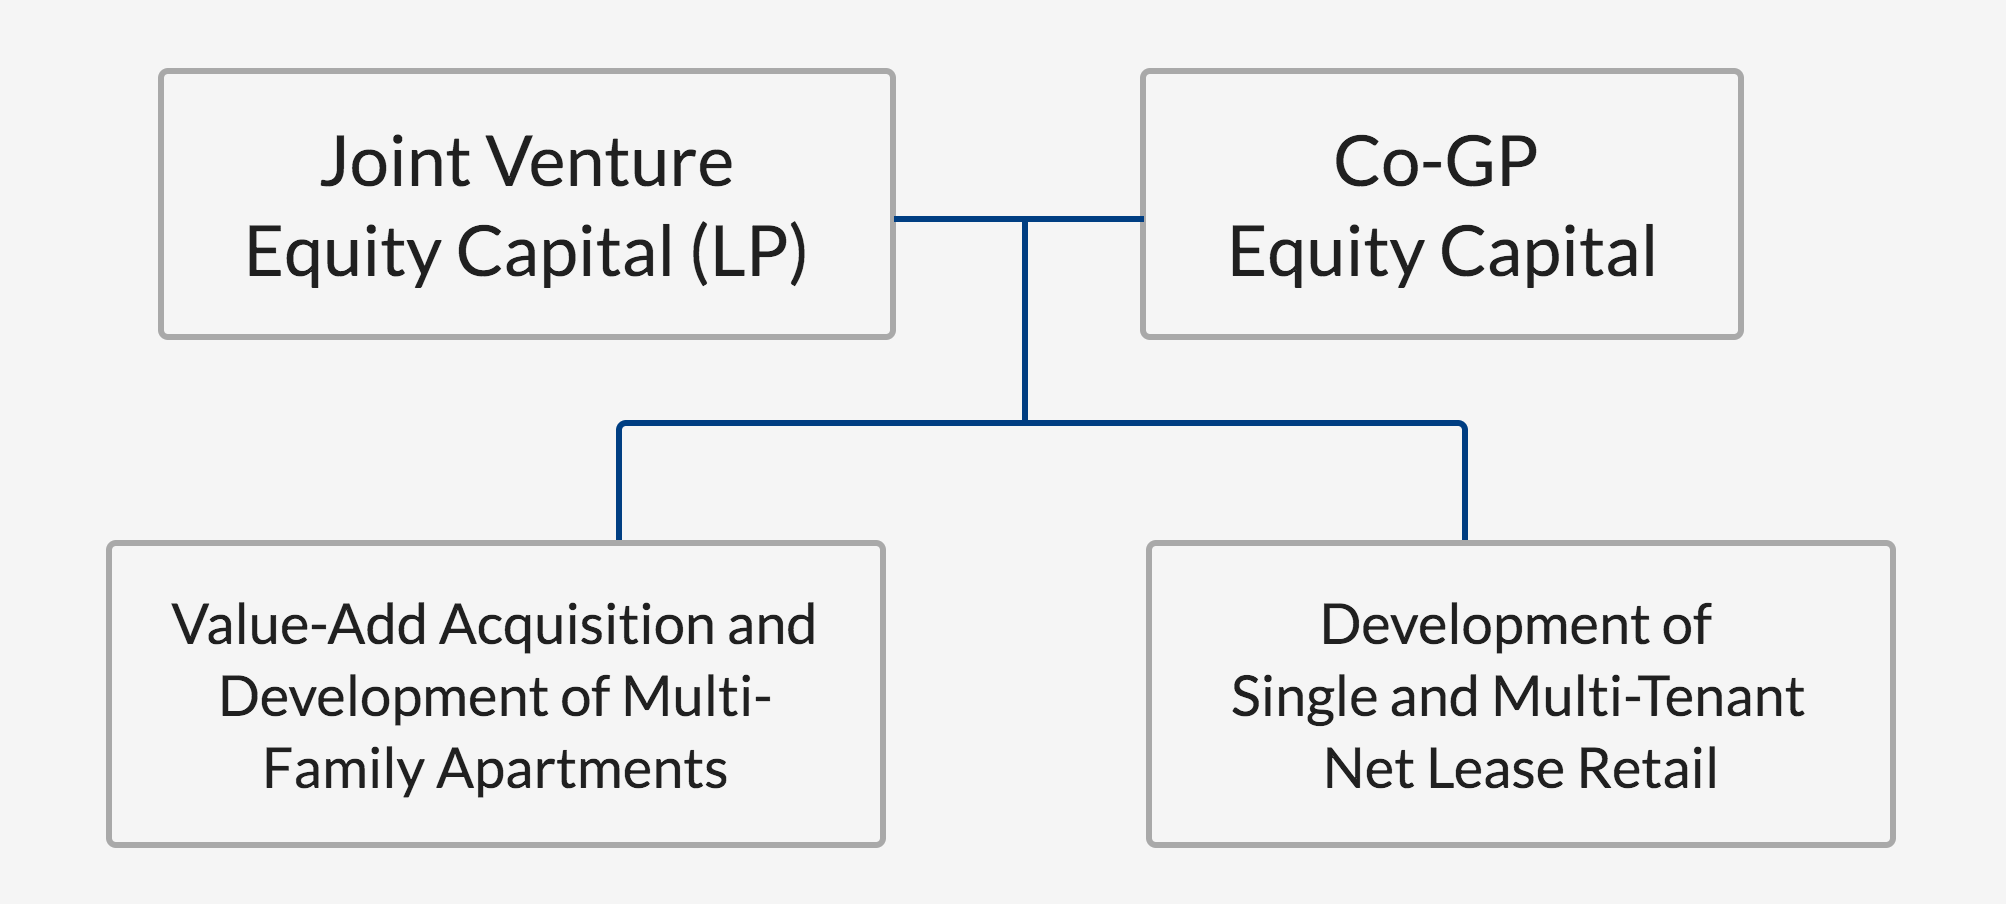 Joint Venture
Equity Capital (LP)
Co-GP
Equity Capital
Value-Add Acquisition and
Development of Multi-
Family Apartments
Development of
Single and Multi-Tenant
Net Lease Retail